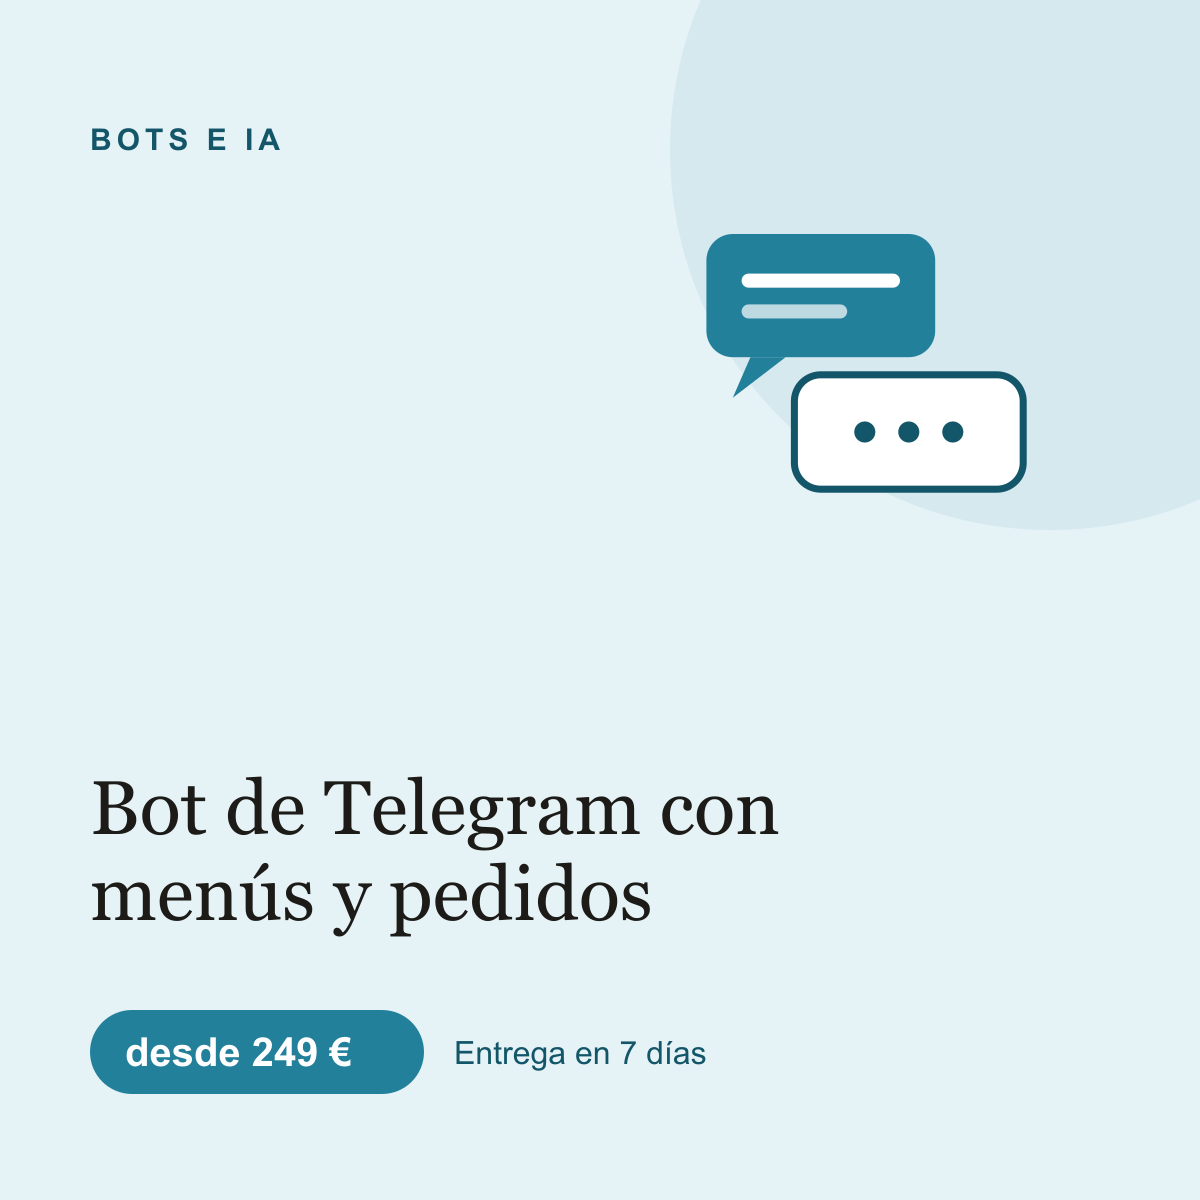 BOTS E IA
Bot de Telegram con
menús y pedidos
desde 249 €
Entrega en 7 días